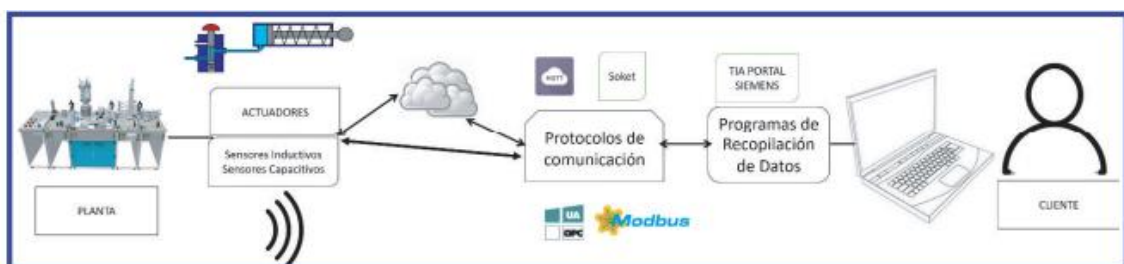 PLANTA
ACTUADORES
Sensores Inductivos
Sensores Capacitivos
MQTT
Soket
Protocolos de
comunicación
UA
OPC
Modbus
TIA PORTAL
SIEMENS
Programas de
Recopilación
de Datos
CLIENTE